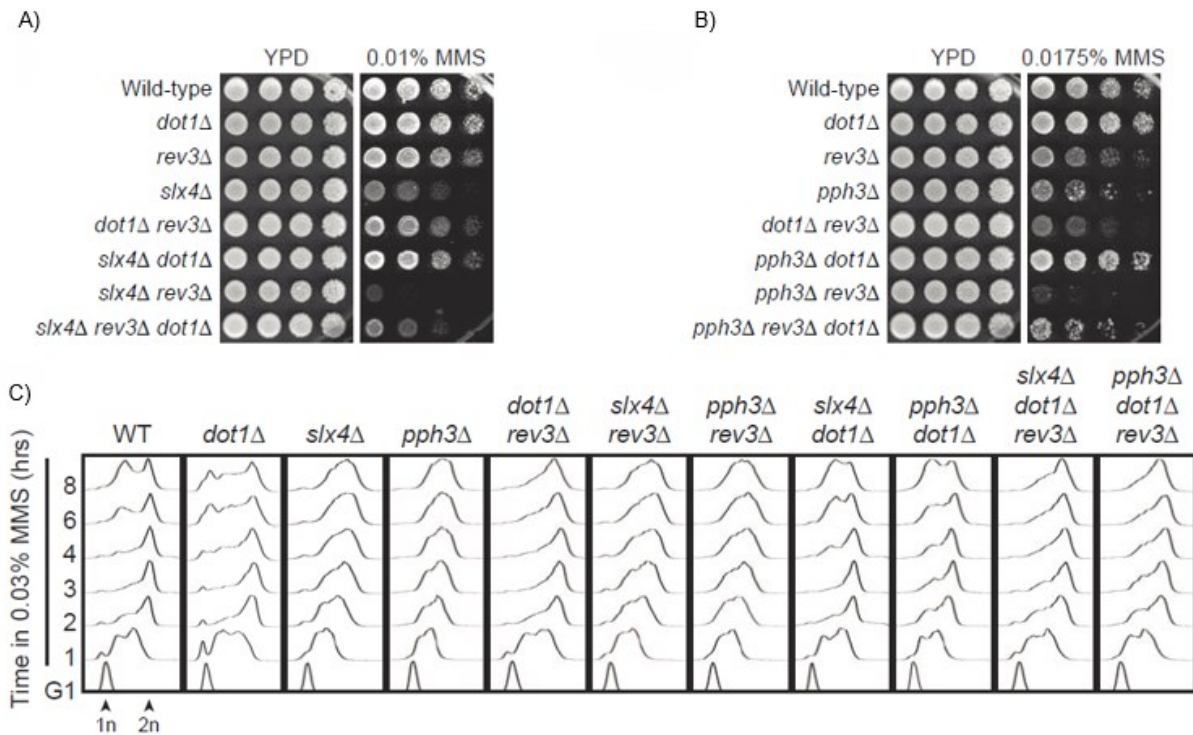 A)
YPD 0.01% MMS
Wild-type
dot1Δ
rev3Δ
slx4Δ
dot1Δ rev3Δ
slx4Δ dot1Δ
slx4Δ rev3Δ
slx4Δ rev3Δ dot1Δ
B)
YPD 0.0175% MMS
Wild-type
dot1Δ
rev3Δ
pph3Δ
dot1Δ rev3Δ
pph3Δ dot1Δ
pph3Δ rev3Δ
pph3Δ rev3Δ dot1Δ
C)
slx4Δ pph3Δ
dot1Δ slx4Δ pph3Δ slx4Δ pph3Δ dot1Δ dot1Δ
WT dot1Δ slx4Δ pph3Δ rev3Δ rev3Δ rev3Δ dot1Δ dot1Δ rev3Δ rev3Δ
Time in 0.03% MMS (hrs)
8
6
4
3
2
1
G1
1n 2n